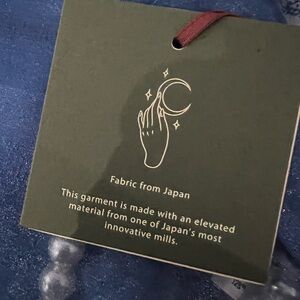 Fabric from Japan
This garment is made with an elevated
material from one of Japan's most
innovative mills.